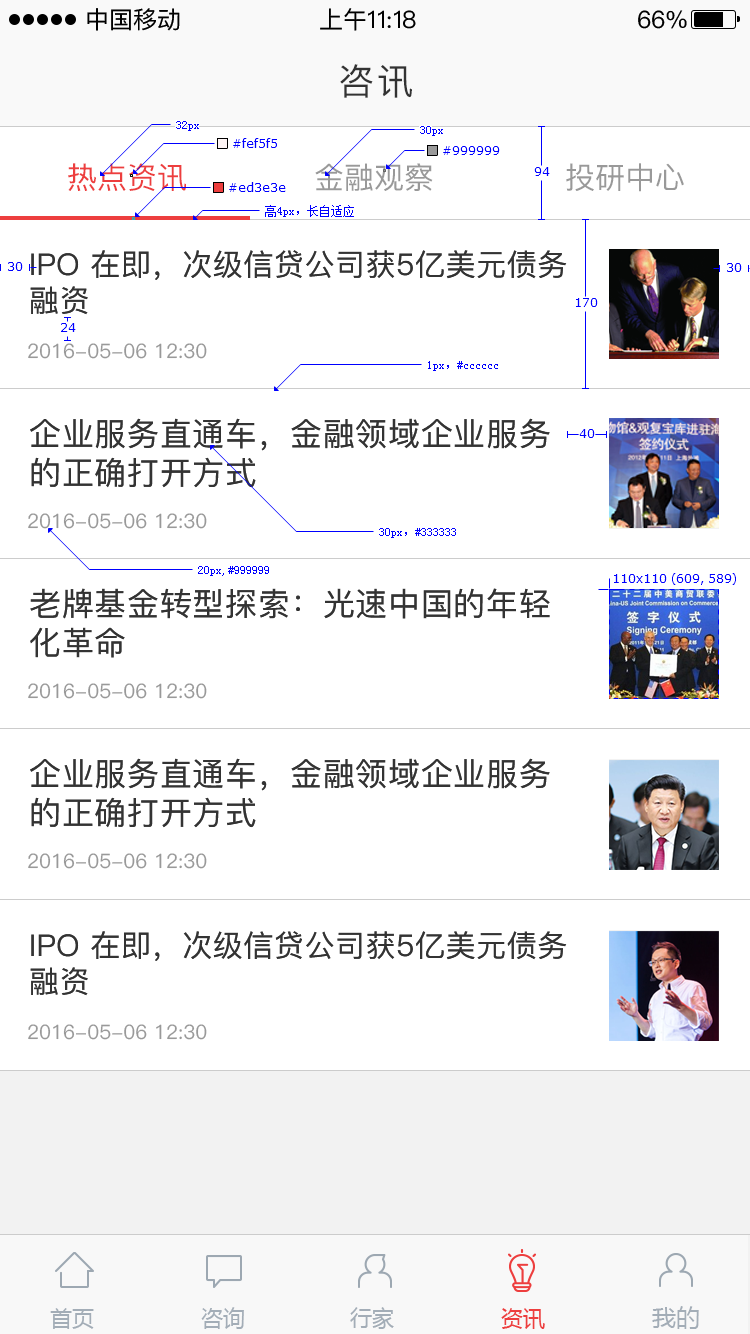 中国移动 上午11:18 66%
咨讯
32px
30px
#fef5f5
#999999
热点资讯 金融观察 94 投研中心
#ed3e3e
高4px，长自适应
30 IPO 在即，次级信贷公司获5亿美元债务 30
融资
170
24
2016-05-06 12:30
1px，#cccccc
企业服务直通车，金融领域企业服务
40
物馆&观复宝库进驻海
签约仪式
的正确打开方式
2016-05-06 12:30
30px，#333333
20px,#999999
110x110 (609, 589)
老牌基金转型探索：光速中国的年轻
二十二届中美商贸联委
ina-US Joint Commission on Commerce
签字仪式
Signing Ceremony
化革命
2016-05-06 12:30
企业服务直通车，金融领域企业服务
的正确打开方式
2016-05-06 12:30
IPO 在即，次级信贷公司获5亿美元债务
融资
2016-05-06 12:30
首页 咨询 行家 资讯 我的